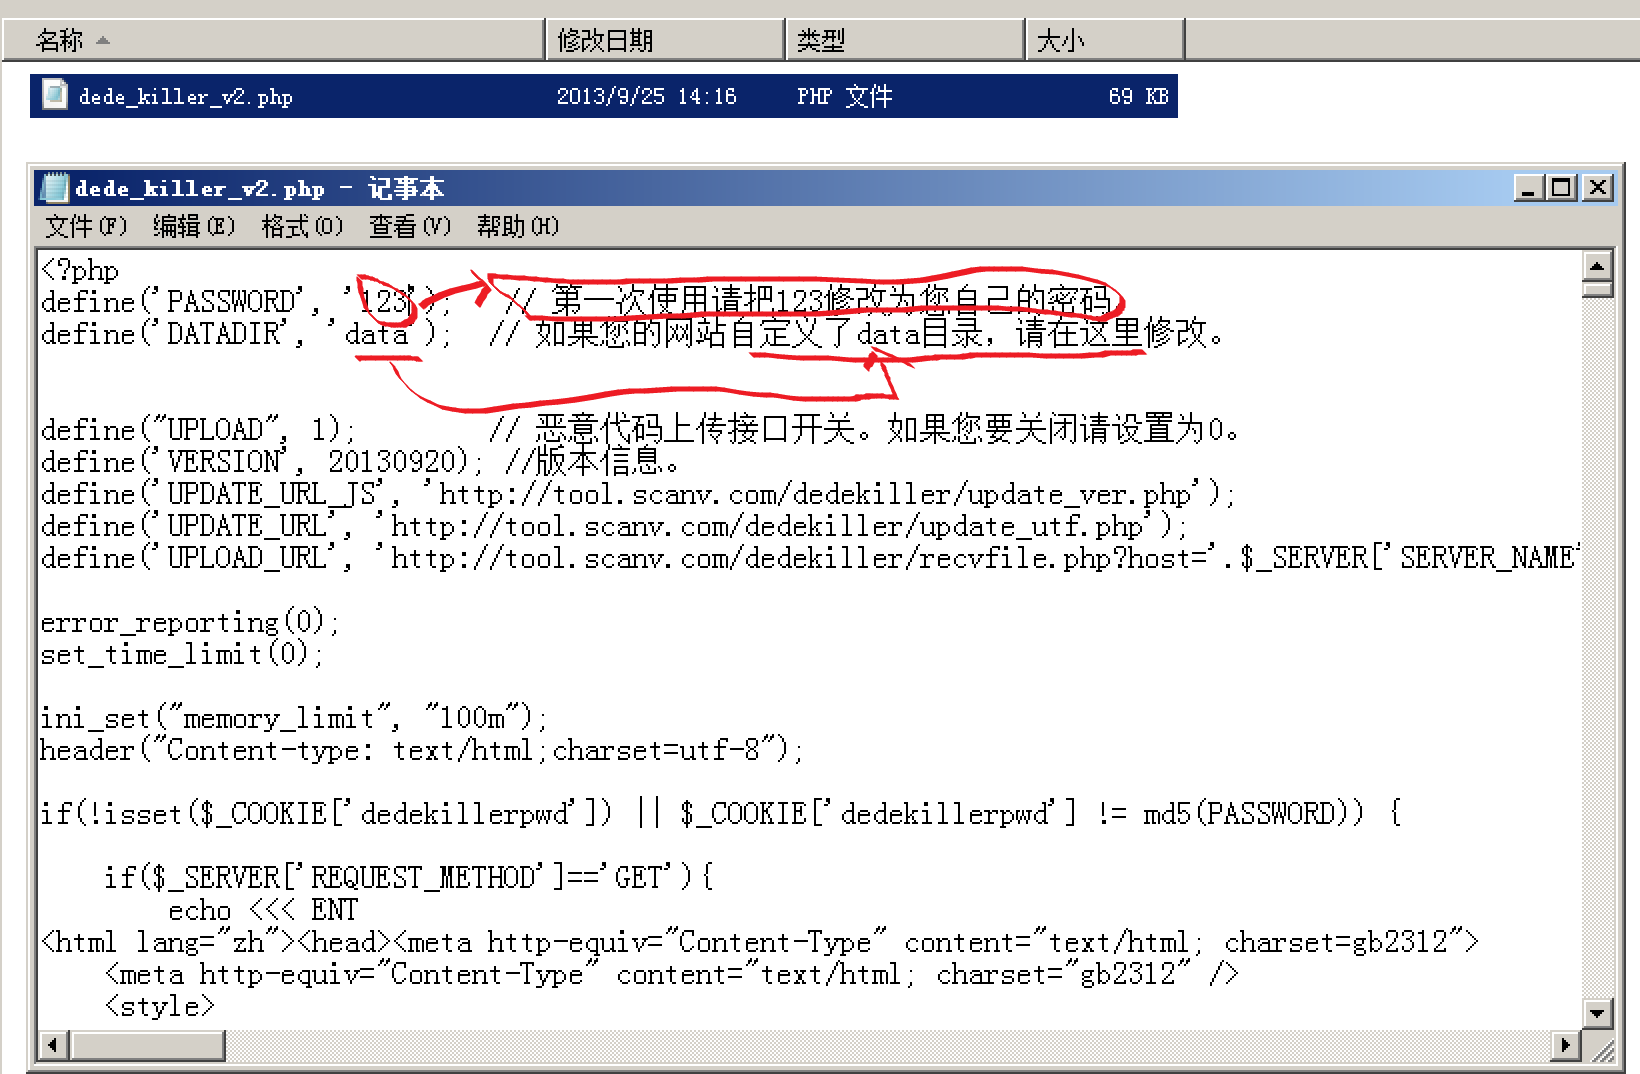 名称 修改日期 类型 大小
dede_killer_v2.php 2013/9/25 14:16 PHP 文件 69 KB
dede_killer_v2.php - 记事本
文件(F) 编辑(E) 格式(O) 查看(V) 帮助(H)
<?php
define('PASSWORD', '123'); // 第一次使用请把123修改为您自己的密码
define('DATADIR', 'data'); // 如果您的网站自定义了data目录，请在这里修改。
define("UPLOAD", 1); // 恶意代码上传接口开关。如果您要关闭请设置为0。
define('VERSION', 20130920); //版本信息。
define('UPDATE_URL_JS', 'http://tool.scanv.com/dedekiller/update_ver.php');
define('UPDATE_URL', 'http://tool.scanv.com/dedekiller/update_utf.php');
define('UPLOAD_URL', 'http://tool.scanv.com/dedekiller/recvfile.php?host='.$_SERVER['SERVER_NAME'
error_reporting(0);
set_time_limit(0);
ini_set("memory_limit", "100m");
header("Content-type: text/html;charset=utf-8");
if(!isset($_COOKIE['dedekillerpwd']) || $_COOKIE['dedekillerpwd'] != md5(PASSWORD)) {
if($_SERVER['REQUEST_METHOD']=='GET'){
echo <<< ENT
<html lang="zh"><head><meta http-equiv="Content-Type" content="text/html; charset=gb2312">
<meta http-equiv="Content-Type" content="text/html; charset="gb2312" />
<style>